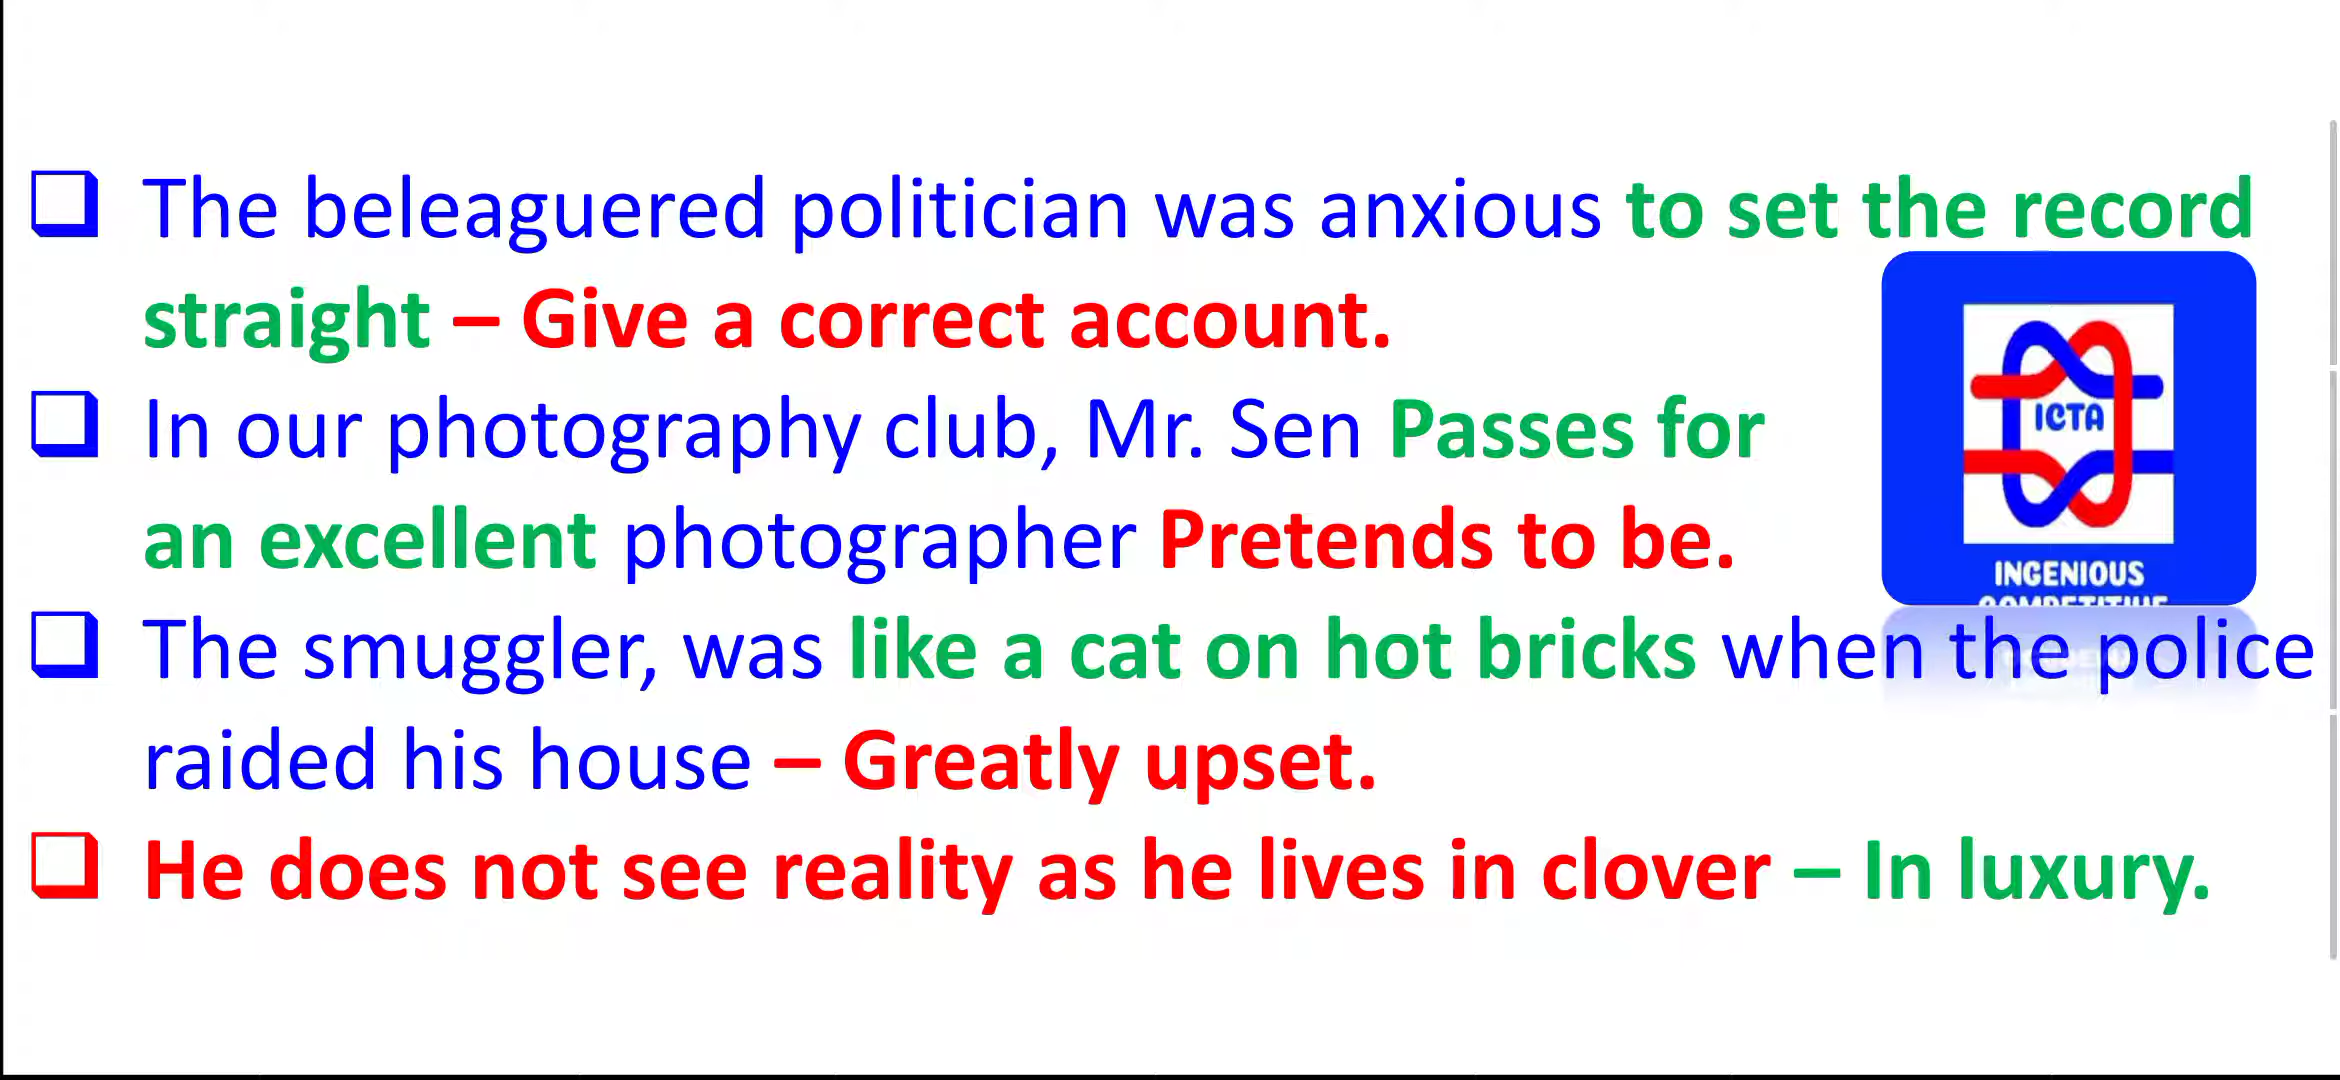 The beleaguered politician was anxious to set the record
straight – Give a correct account.
In our photography club, Mr. Sen Passes for
an excellent photographer Pretends to be.
The smuggler, was like a cat on hot bricks when the police
raided his house – Greatly upset.
He does not see reality as he lives in clover – In luxury.
ICTA
INGENIOUS